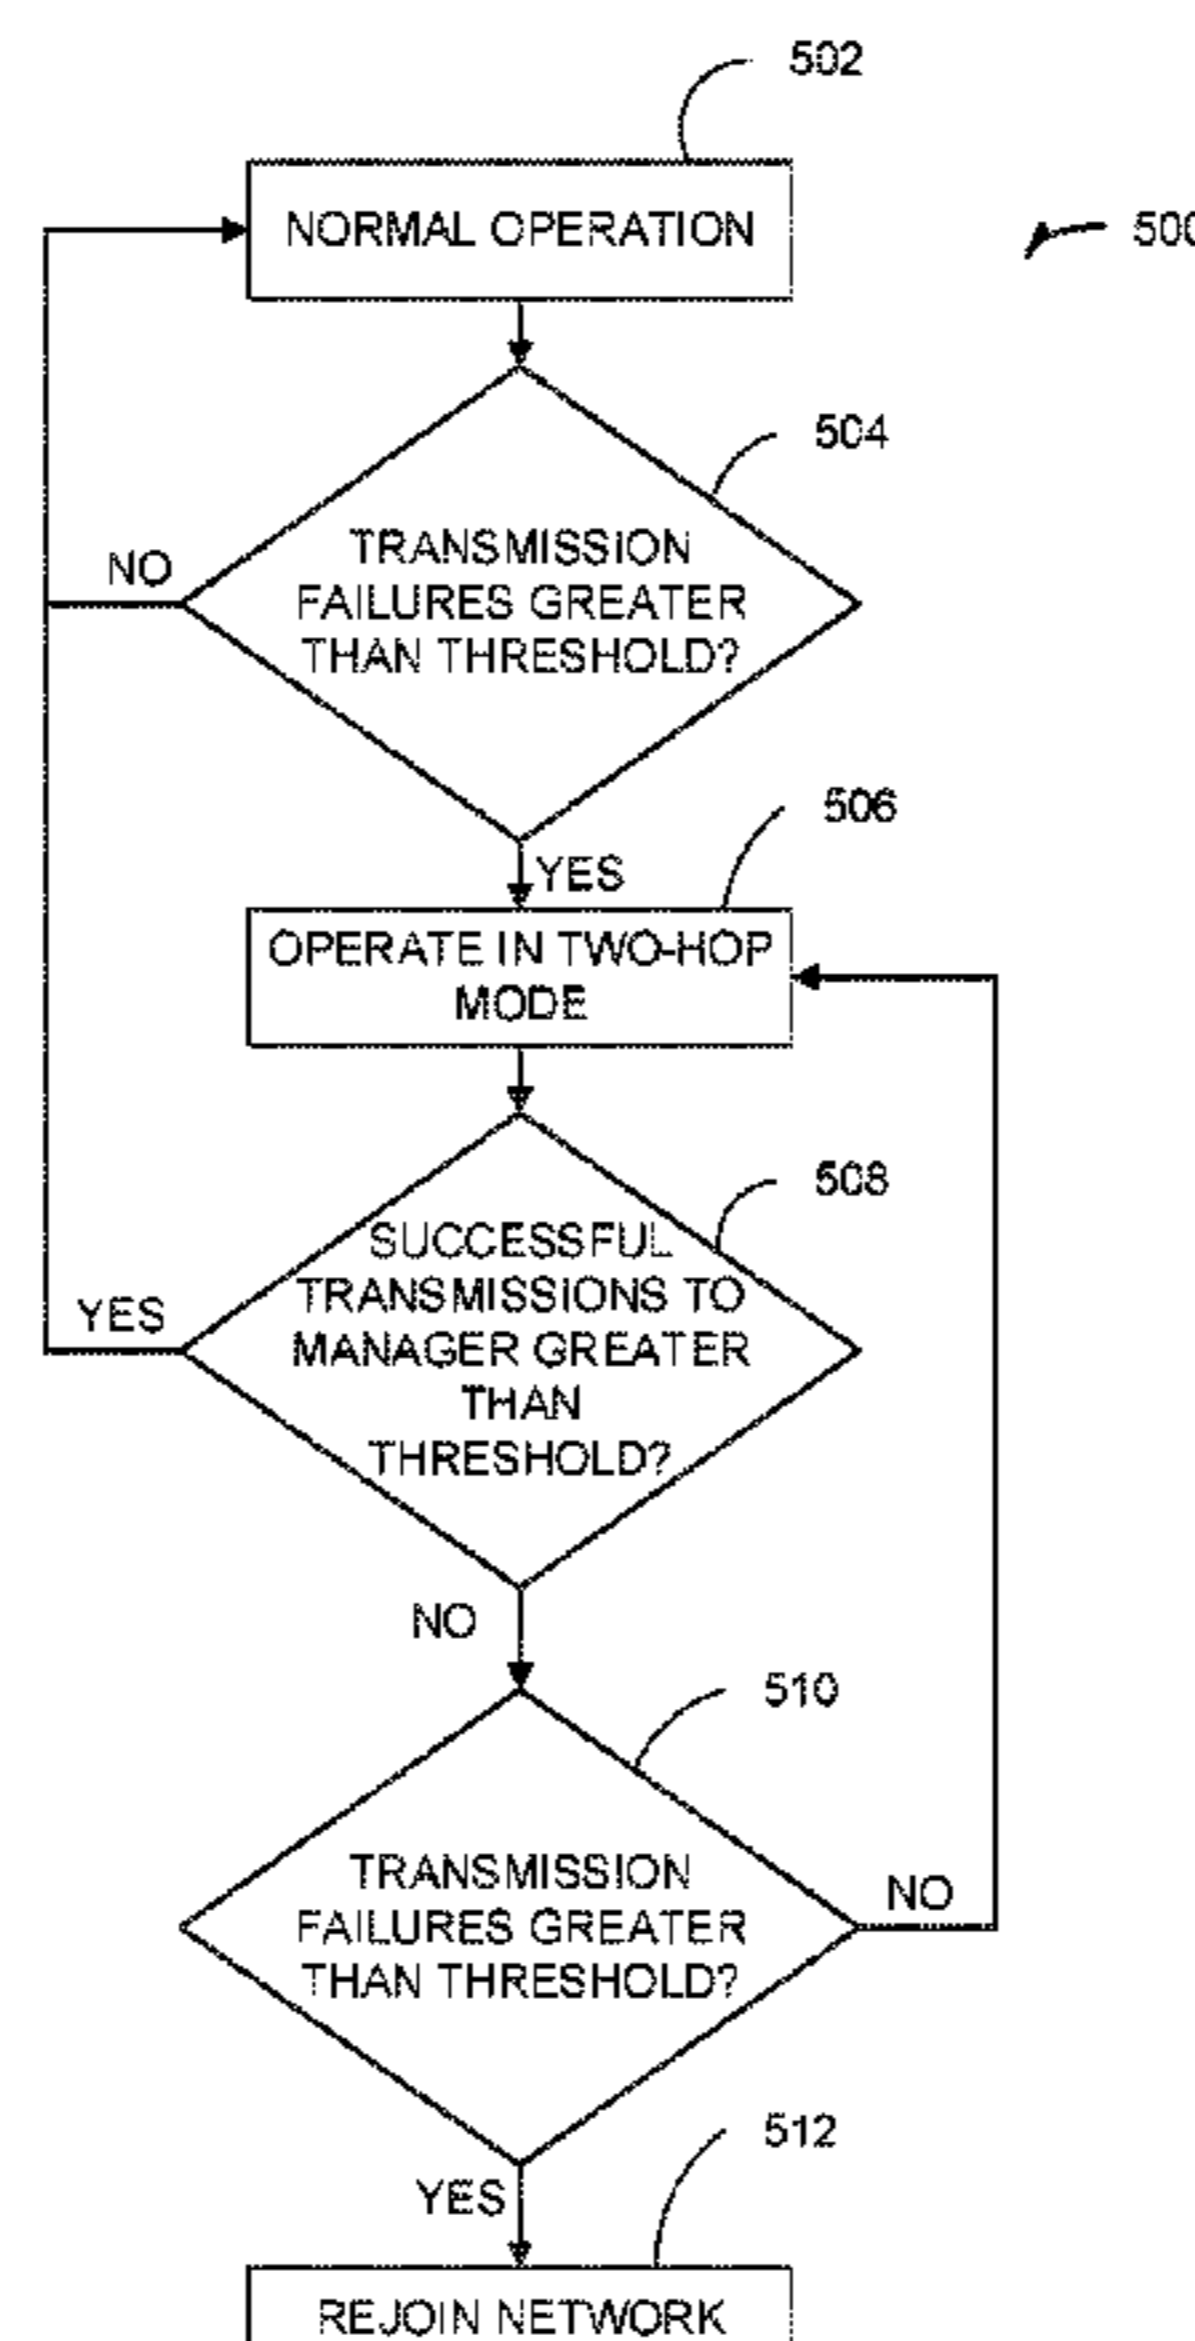 502
NORMAL OPERATION
500
504
TRANSMISSION
FAILURES GREATER
THAN THRESHOLD?
NO
506
YES
OPERATE IN TWO-HOP
MODE
508
SUCCESSFUL
TRANSMISSIONS TO
MANAGER GREATER
THAN
THRESHOLD?
YES
NO
510
TRANSMISSION
FAILURES GREATER
THAN THRESHOLD?
NO
512
YES
REJOIN NETWORK